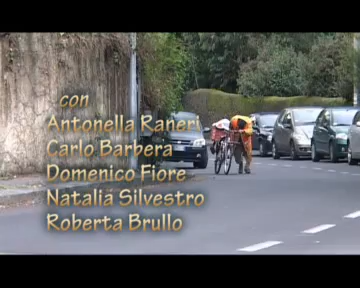 con
Antonella Raneri
Carlo Barbera
Domenico Fiore
Natalia Silvestro
Roberta Brullo